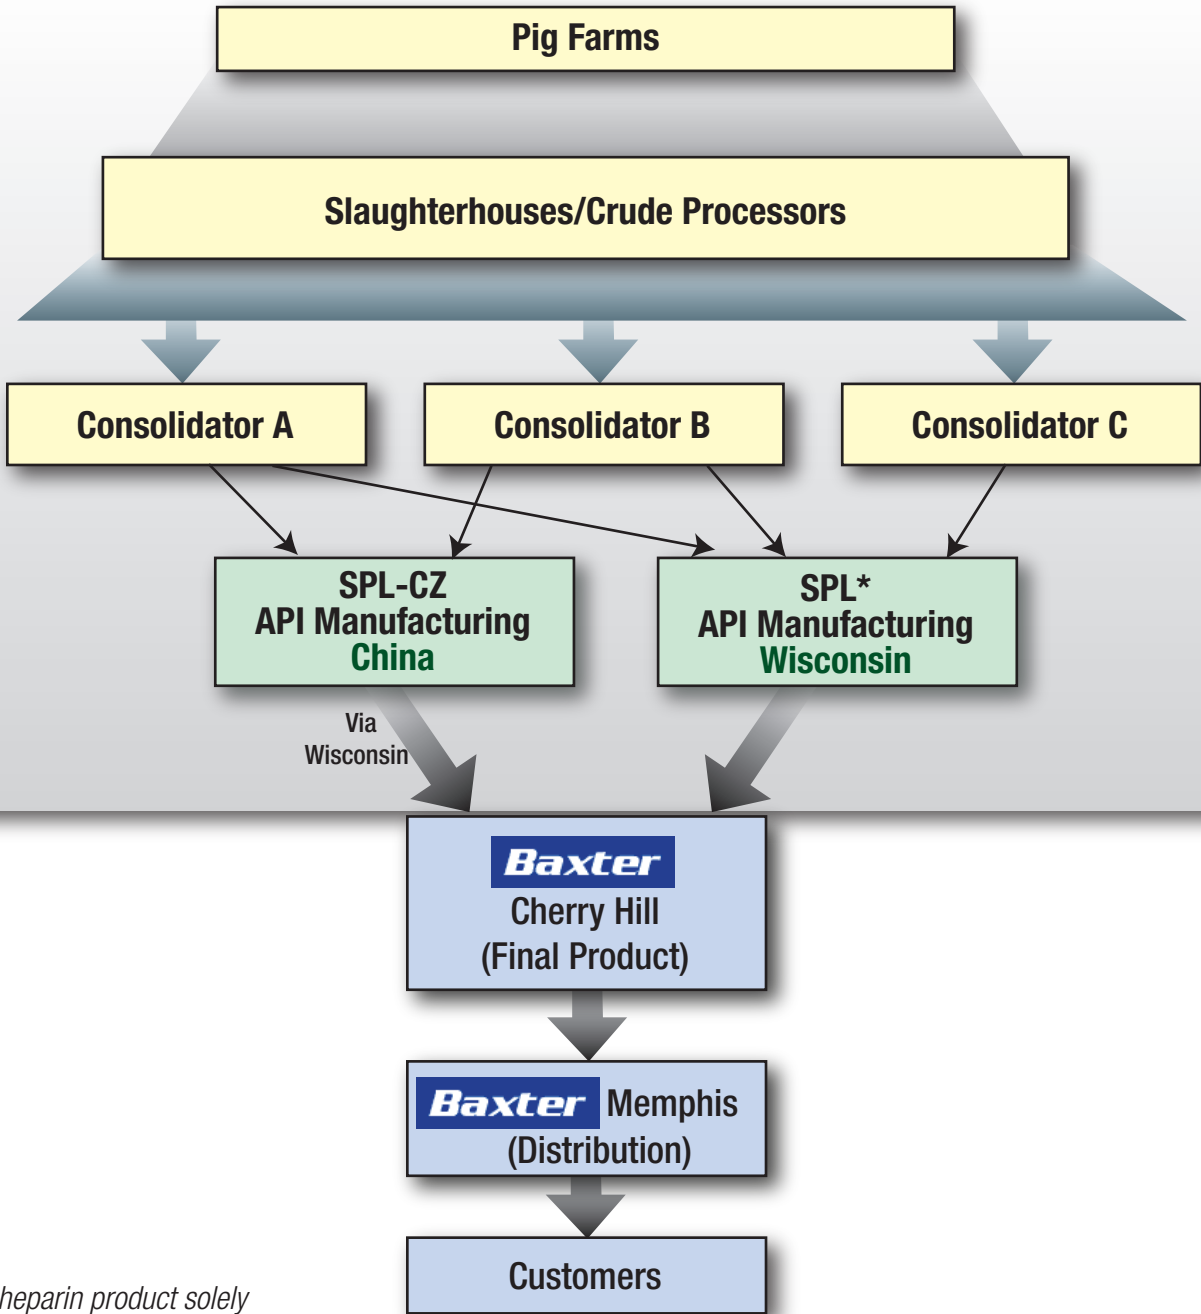 Pig Farms
Slaughterhouses/Crude Processors
Consolidator A
Consolidator B
Consolidator C
SPL-CZ
API Manufacturing
China
SPL*
API Manufacturing
Wisconsin
Via
Wisconsin
Baxter
Cherry Hill
(Final Product)
Baxter Memphis
(Distribution)
Customers
heparin product solely